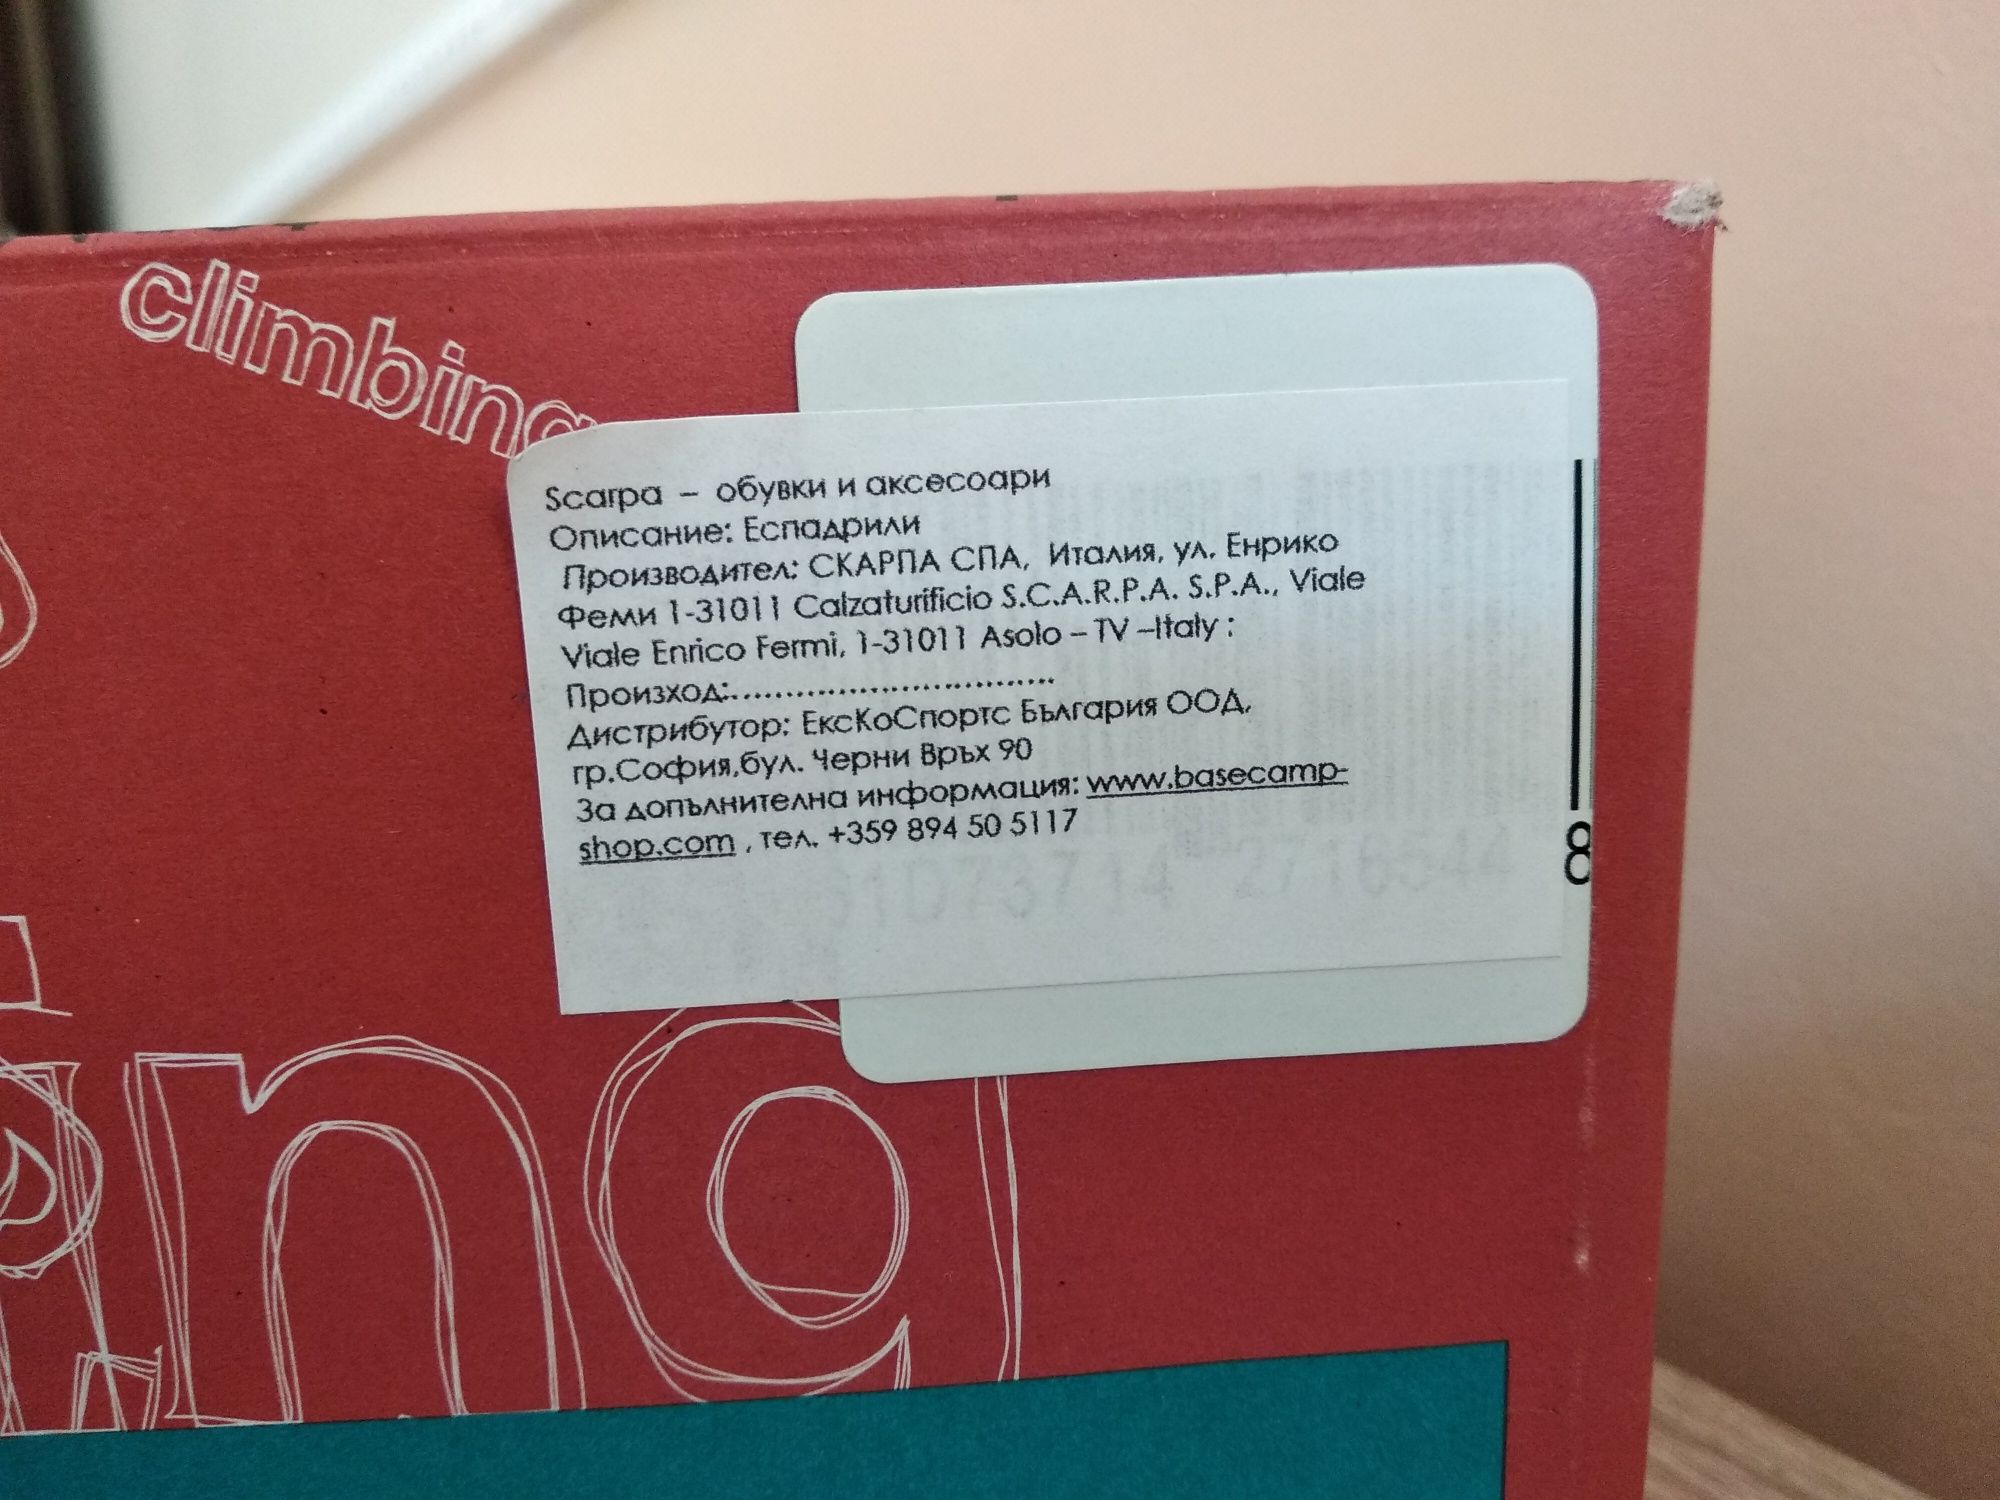 climbing
Scarpa – обувки и аксесоари
Описание: Еспадрили
Производител: СКАРПА СПА, Италия, ул. Енрико
Феми 1-31011 Calzaturificio S.C.A.R.P.A. S.P.A., Viale
Viale Enrico Fermi, 1-31011 Asolo – TV –Italy :
Произход:.................................
Дистрибутор: ЕксКоСпортс България ООД,
гр.София,бул. Черни Връх 90
За допълнителна информация: www.basecamp-
shop.com , тел. +359 894 50 5117
8